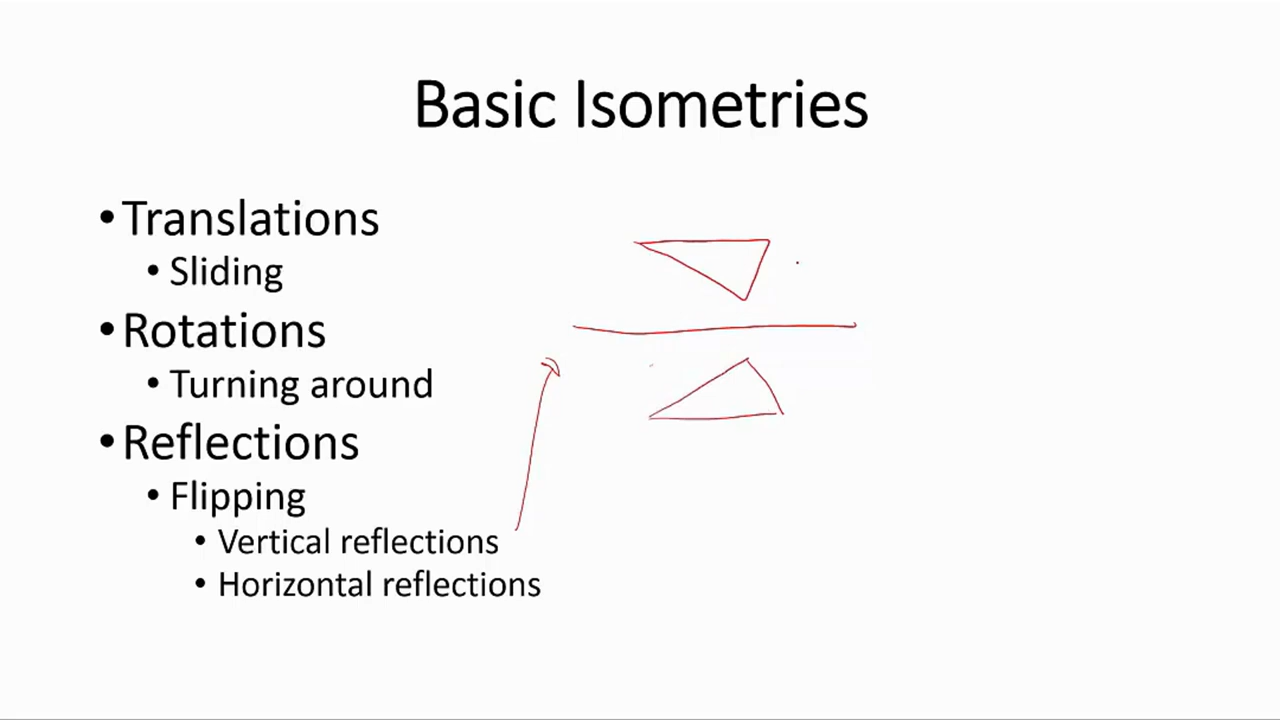 Basic Isometries
•Translations
• Sliding
•Rotations
• Turning around
•Reflections
• Flipping
• Vertical reflections
• Horizontal reflections